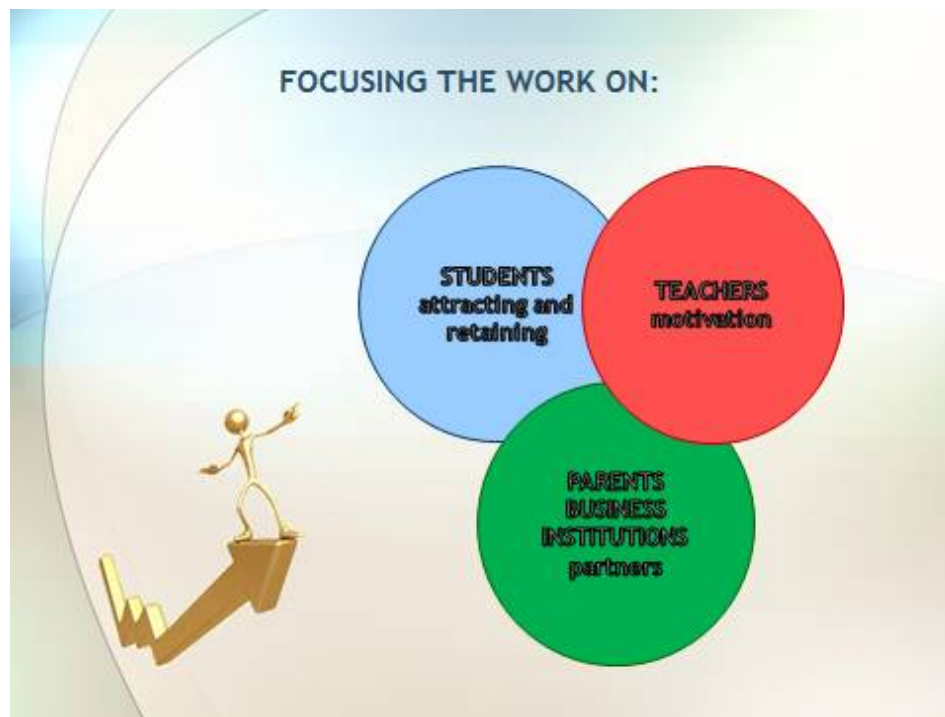 FOCUSING THE WORK ON:
STUDENTS
attracting and
retaining
TEACHERS
motivation
PARENTS
BUSINESS
INSTITUTIONS
partners